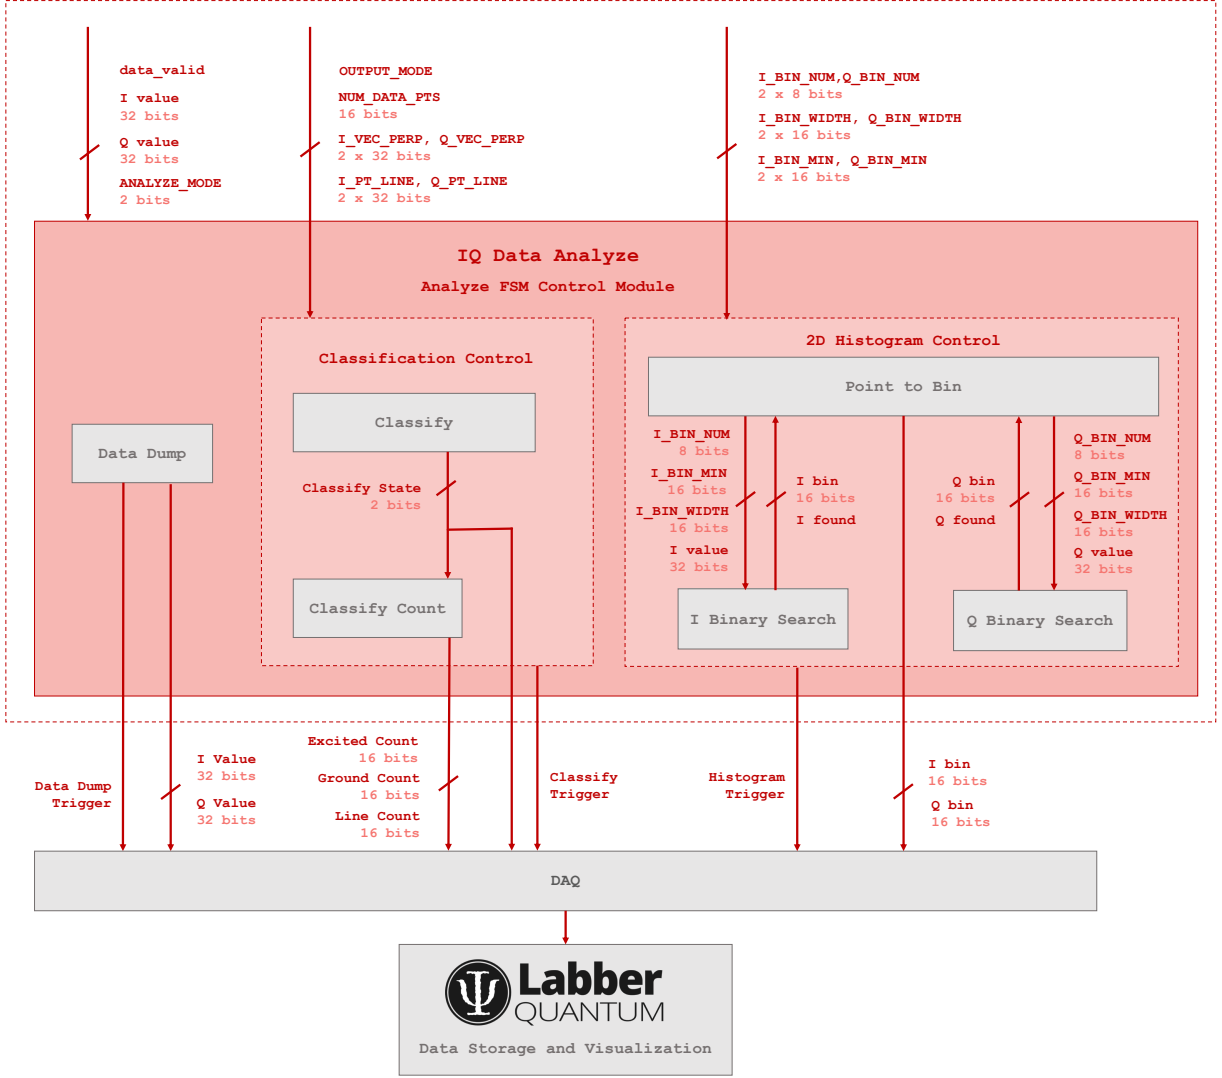 data_valid
I value
32 bits
Q value
32 bits
ANALYZE_MODE
2 bits
OUTPUT_MODE
NUM_DATA_PTS
16 bits
I_VEC_PERP, Q_VEC_PERP
2 x 32 bits
I_PT_LINE, Q_PT_LINE
2 x 32 bits
I_BIN_NUM,Q_BIN_NUM
2 x 8 bits
I_BIN_WIDTH, Q_BIN_WIDTH
2 x 16 bits
I_BIN_MIN, Q_BIN_MIN
2 x 16 bits
IQ Data Analyze
Analyze FSM Control Module
Classification Control
2D Histogram Control
Data Dump
Classify
Classify State
2 bits
Classify Count
Point to Bin
I_BIN_NUM
8 bits
I_BIN_MIN
16 bits
I_BIN_WIDTH
16 bits
I value
32 bits
I bin
16 bits
I found
Q bin
16 bits
Q found
Q_BIN_NUM
8 bits
Q_BIN_MIN
16 bits
Q_BIN_WIDTH
16 bits
Q value
32 bits
I Binary Search
Q Binary Search
Data Dump
Trigger
I Value
32 bits
Q Value
32 bits
Excited Count
16 bits
Ground Count
16 bits
Line Count
16 bits
Classify
Trigger
Histogram
Trigger
I bin
16 bits
Q bin
16 bits
DAQ
Labber
QUANTUM
Data Storage and Visualization